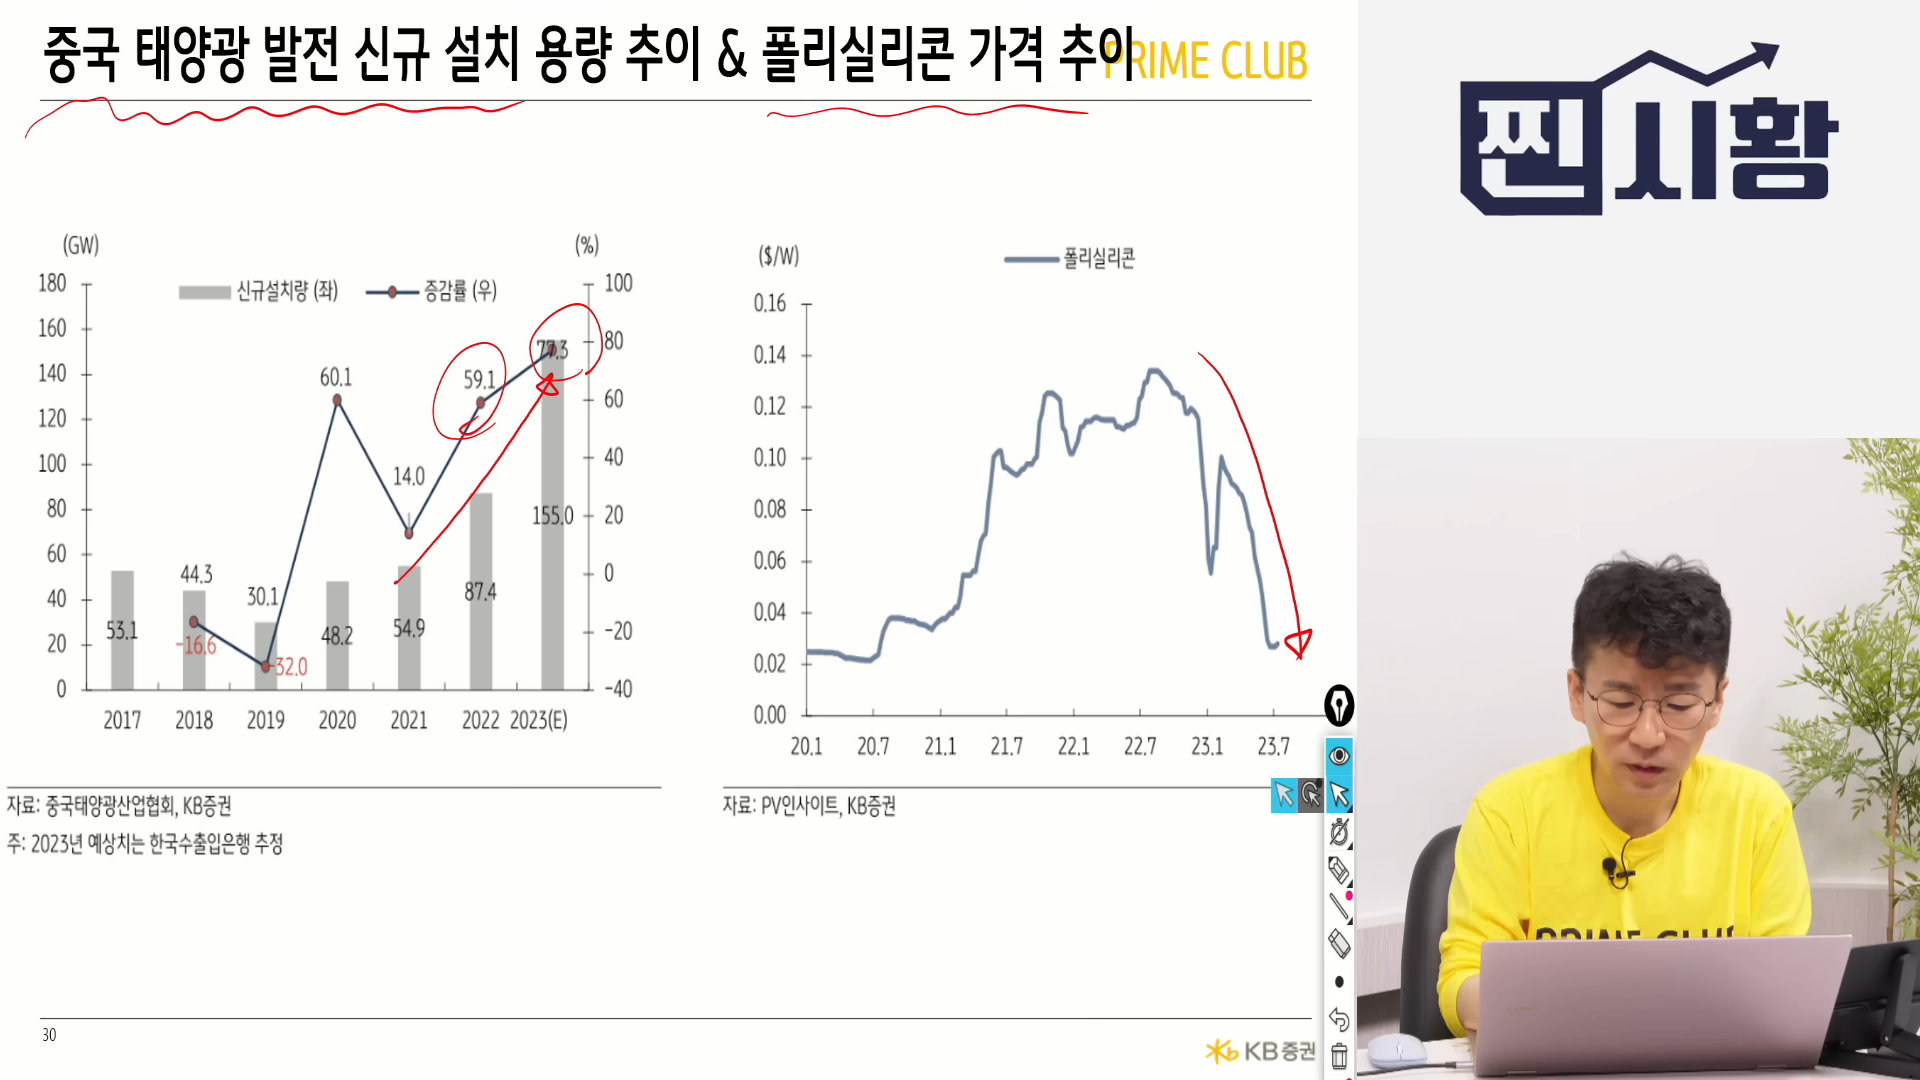 중국 태양광 발전 신규 설치 용량 추이 & 폴리실리콘 가격 추이
PRIME CLUB
찐시황
(GW)
(%)
신규설치량 (좌)
증감률 (우)
180
160
140
120
100
80
60
40
20
0
100
80
60
40
20
0
-20
-40
53.1
44.3
30.1
48.2
54.9
87.4
155.0
-16.6
-32.0
60.1
14.0
59.1
77.3
2017 2018 2019 2020 2021 2022 2023(E)
자료: 중국태양광산업협회, KB증권
주: 2023년 예상치는 한국수출입은행 추정
($/W)
폴리실리콘
0.16
0.14
0.12
0.10
0.08
0.06
0.04
0.02
0.00
20.1 20.7 21.1 21.7 22.1 22.7 23.1 23.7
자료: PV인사이트, KB증권
30
KB증권
PRIME CLUB